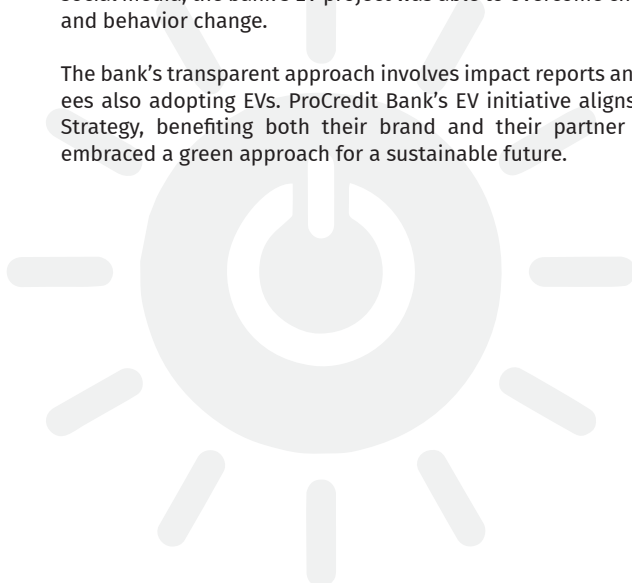 and behavior change.
The bank's transparent approach involves impact reports an
ees also adopting EVs. ProCredit Bank's EV initiative aligns
Strategy, benefiting both their brand and their partner
embraced a green approach for a sustainable future.